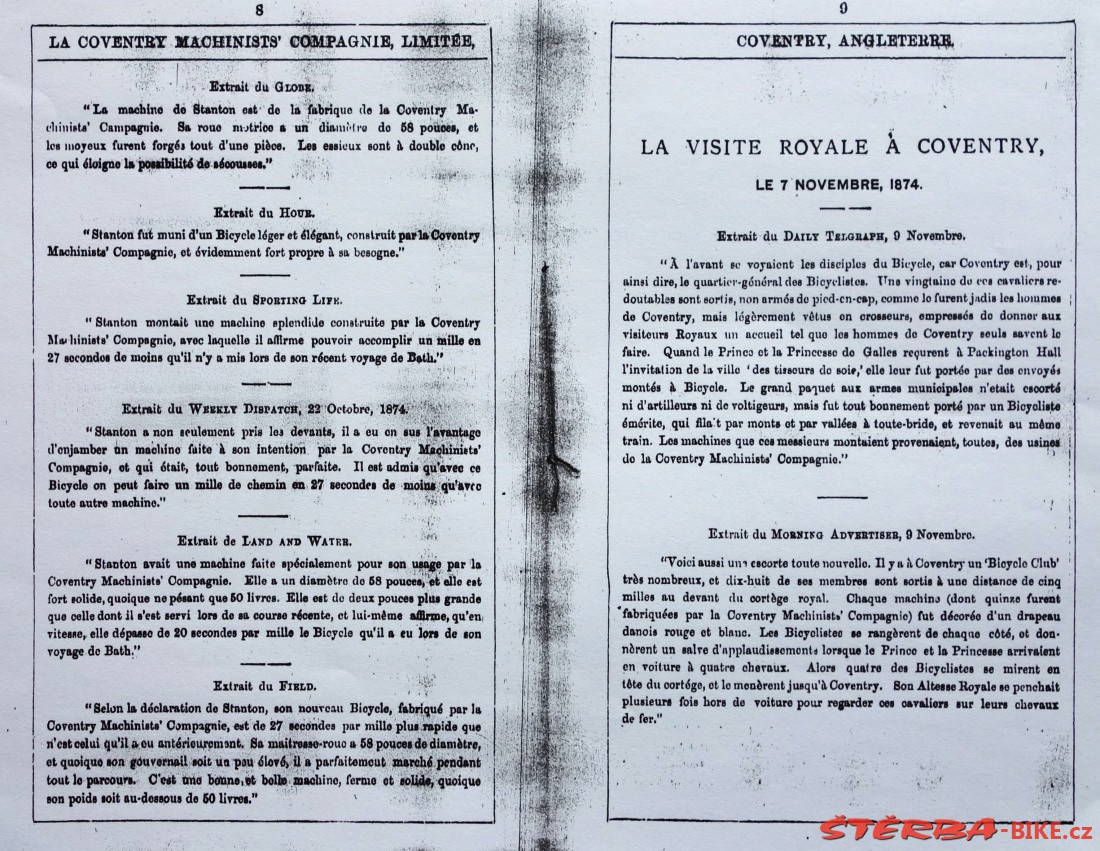 8
LA COVENTRY MACHINISTS' COMPAGNIE, LIMITÉE,
Extrait du GLOBE.
"La machine de Stanton est de la fabrique de la Coventry Ma-
chinists' Campagnie. Sa roue motrice a un diamètre de 58 pouces, et
les moyeux furent forgés tout d'une pièce. Les essieux sont à double cône,
ce qui éloigne la possibilité de sécousses."
Extrait du HOUR.
"Stanton fut muni d'un Bicycle léger et élégant, construit par la Coventry
Machinists' Compagnie, et évidemment fort propre à sa besogne."
Extrait du SPORTING LIFE.
"Stanton montait une machine splendide construite par la Coventry
Machinists' Compagnie, avec laquelle il affirme pouvoir accomplir un mille en
27 secondes de moins qu'il n'y a mis lors de son récent voyage de Bath."
Extrait du WEEKLY DISPATCH, 22 Octobre, 1874.
"Stanton a non seulement pris les devants, il a eu en sus l'avantage
d'enjamber un machine faite à son intention par la Coventry Machinists'
Compagnie, et qui était, tout bonnement, parfaite. Il est admis qu'avec ce
Bicycle on peut faire un mille de chemin en 27 secondes de moins qu'avec
toute autre machine."
Extrait de LAND AND WATER.
"Stanton avait une machine faite spécialement pour son usage par la
Coventry Machinists' Compagnie. Elle a un diamètre de 58 pouces, et elle est
fort solide, quoique ne pésant que 50 livres. Elle est de deux pouces plus grande
que celle dont il s'est servi lors de sa course récente, et lui-même affirme, qu'en
vitesse, elle dépasse de 20 secondes par mille le Bicycle qu'il a eu lors de son
voyage de Bath."
Extrait du FIELD.
"Selon la déclaration de Stanton, son nouveau Bicycle, fabriqué par la
Coventry Machinists' Compagnie, est de 27 secondes par mille plus rapide que
n'est celui qu'il a eu antérieurement. Sa maitresse-roue a 58 pouces de diamètre,
et quoique son gouvernail soit un peu élevé, il a parfaitement marché pendant
tout le parcours. C'est une bonne et belle machine, ferme et solide, quoique
son poids soit au-dessous de 50 livres."
9
COVENTRY, ANGLETERRE.
LA VISITE ROYALE À COVENTRY,
LE 7 NOVEMBRE, 1874.
Extrait du DAILY TELGRAPH, 9 Novembre.
"À l'avant se voyaient les disciples du Bicycle, car Coventry est, pour
ainsi dire, le quartier-général des Bicyclistes. Une vingtaine de ces cavaliers re-
doutables sont sortis, non armés de pied-en-cap, comme le furent jadis les hommes
de Coventry, mais légèrement vêtus en crosseurs, empressés de donner aux
visiteurs Royaux un accueil tel que les hommes de Coventry seuls savent le
faire. Quand le Prince et la Princesse de Galles reçurent à Packington Hall
l'invitation de la ville 'des tisseurs de soie,' elle leur fut portée par des envoyés
montés à Bicycle. Le grand paquet aux armes municipales n'etait escorté
ni d'artilleurs ni de voltigeurs, mais fut tout bonnement porté par un Bicycliste
émérite, qui filait par monts et par vallées à toute-bride, et revenait au même
train. Les machines que ces messieurs montaient provenaient, toutes, des usines
de la Coventry Machinists' Compagnie."
Extrait du MORNING ADVERTISER, 9 Novembre.
"Voici aussi une escorte toute nouvelle. Il y a à Coventry un 'Bicycle Club'
très nombreux, et dix-huit de ses membres sont sortis à une distance de cinq
milles au devant du cortège royal. Chaque machine (dont quinze furent
fabriquées par la Coventry Machinists' Compagnie) fut décorée d'un drapeau
danois rouge et blanc. Les Bicyclistes se rangèrent de chaque côté, et don-
nèrent un salve d'applaudissements lorsque le Prince et la Princesse arrivaient
en voiture à quatre chevaux. Alors quatre des Bicyclistes se mirent en
tête du cortége, et le menèrent jusqu'à Coventry. Son Altesse Royale se penchait
plusieurs fois hors de voiture pour regarder ces cavaliers sur leurs chevaux
de fer."
ŠTĚRBA-BIKE.cz